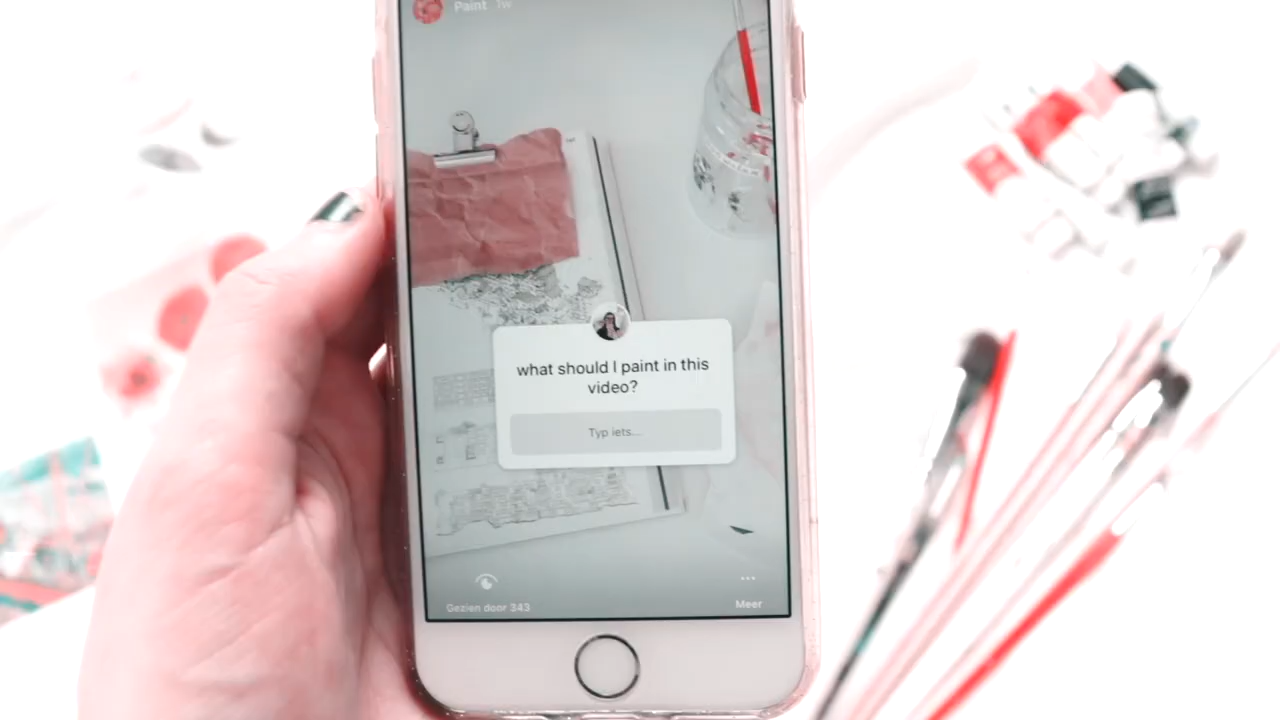 Paint 1w
what should I paint in this
video?
Typ iets...
Gezien door 343
Meer